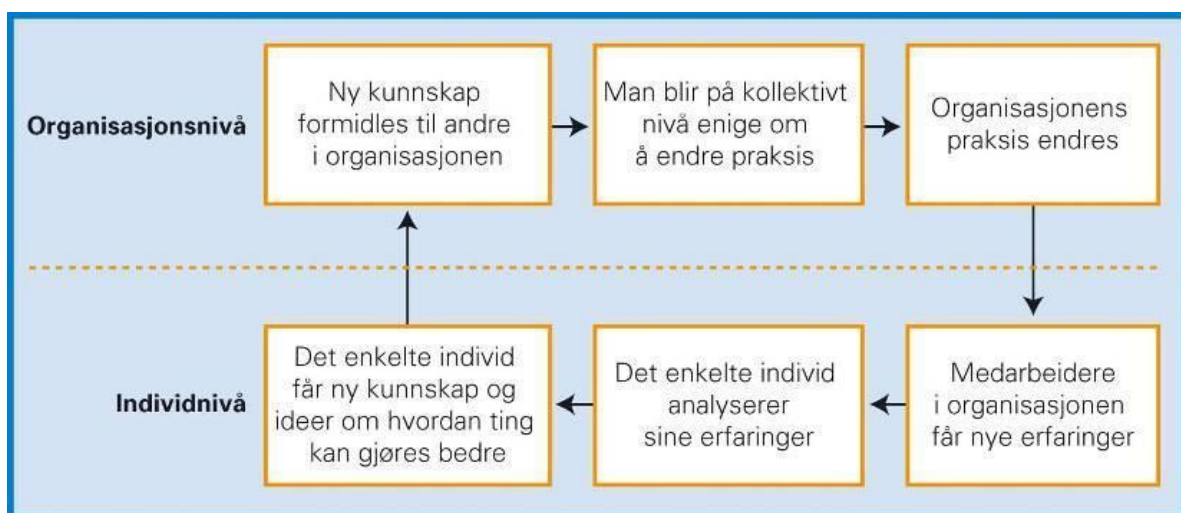 Organisasjonsnivå
Ny kunnskap
formidles til andre
i organisasjonen
Man blir på kollektivt
nivå enige om
å endre praksis
Organisasjonens
praksis endres
Individnivå
Det enkelte individ
får ny kunnskap og
ideer om hvordan ting
kan gjøres bedre
Det enkelte individ
analyserer
sine erfaringer
Medarbeidere
i organisasjonen
får nye erfaringer